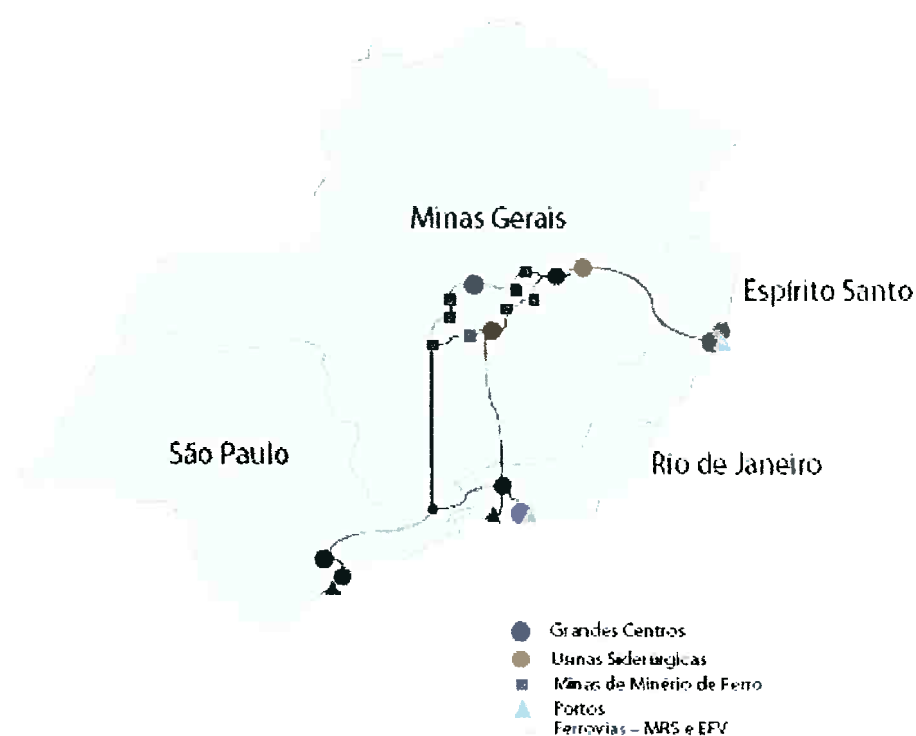 Minas Gerais
Espírito Santo
São Paulo
Rio de Janeiro
Grandes Centros
Usinas Siderúrgicas
Minas de Minério de Ferro
Portos
Ferrovias – MRS e EFV